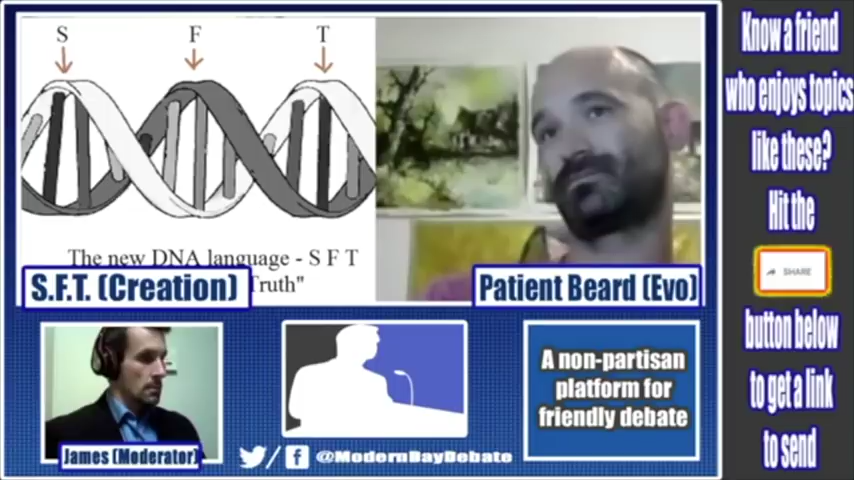 S F T
The new DNA language - S F T
Truth"
S.F.T. (Creation)
Patient Beard (Evo)
James (Moderator)
@ModernDayDebate
A non-partisan
platform for
friendly debate
Know a friend
who enjoys topics
like these?
Hit the
SHARE
button below
to get a link
to send